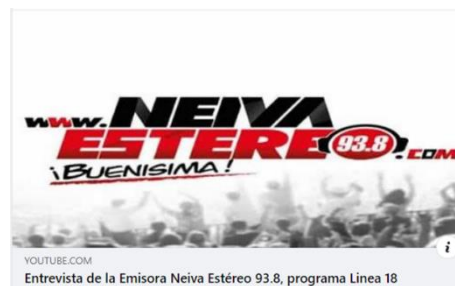 www.NEIVA
ESTEREO 93.8 .COM
¡BUENISIMA!
i
YOUTUBE.COM
Entrevista de la Emisora Neiva Estéreo 93.8, programa Linea 18